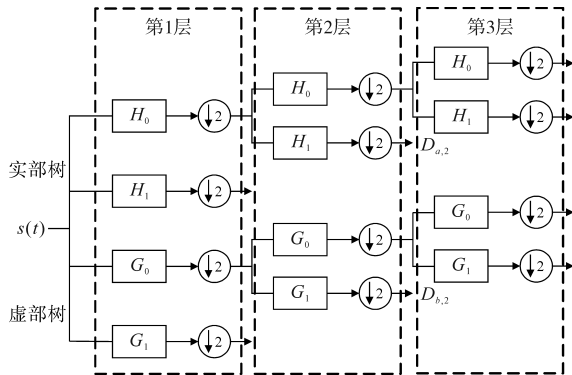 第1层
第2层
第3层
H₀ ↓2
H₀ ↓2
H₀ ↓2
H₁ ↓2
H₁ ↓2
D_{a,2}
实部树
H₁ ↓2
s(t)
G₀ ↓2
G₀ ↓2
G₀ ↓2
G₁ ↓2
G₁ ↓2
D_{b,2}
虚部树
G₁ ↓2